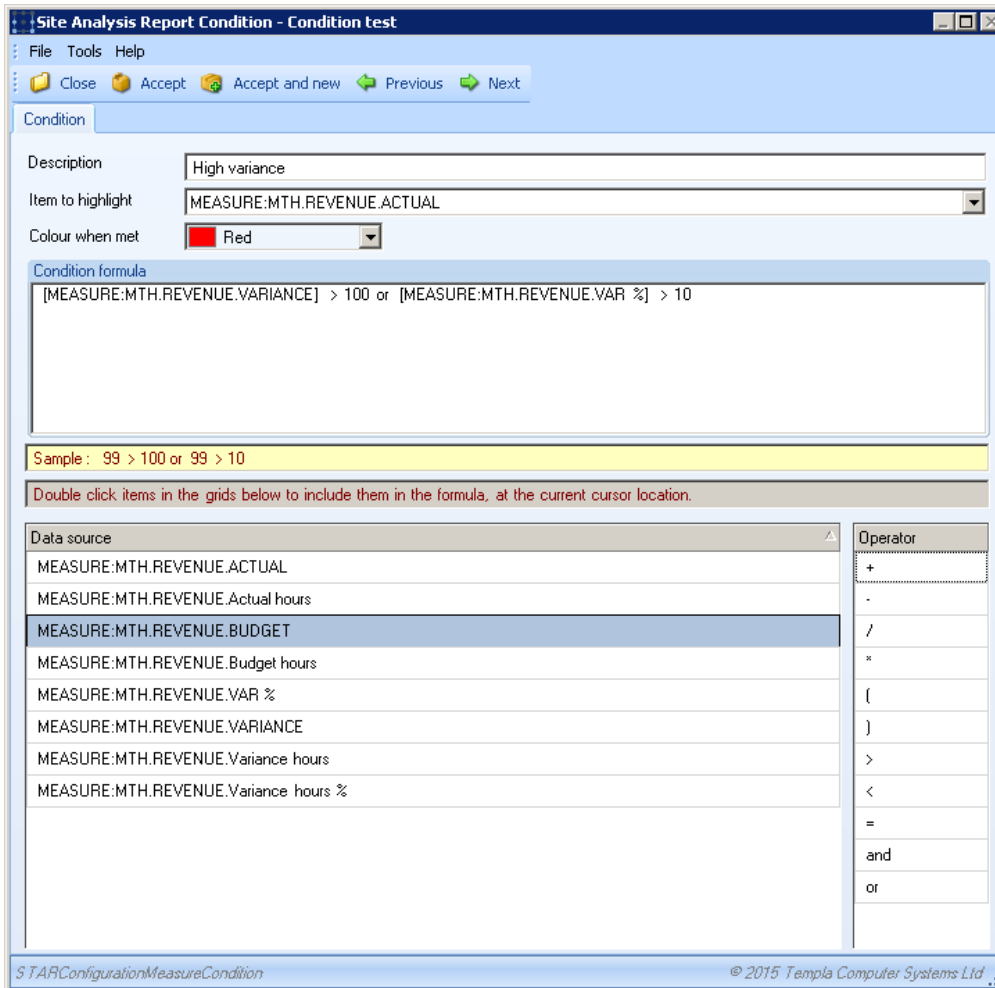 Site Analysis Report Condition - Condition test
File Tools Help
Close Accept Accept and new Previous Next
Condition
Description High variance
Item to highlight MEASURE:MTH.REVENUE.ACTUAL
Colour when met Red
Condition formula
[MEASURE:MTH.REVENUE.VARIANCE] > 100 or [MEASURE:MTH.REVENUE.VAR %] > 10
Sample : 99 > 100 or 99 > 10
Double click items in the grids below to include them in the formula, at the current cursor location.
Data source Operator
MEASURE:MTH.REVENUE.ACTUAL +
MEASURE:MTH.REVENUE.Actual hours -
MEASURE:MTH.REVENUE.BUDGET /
MEASURE:MTH.REVENUE.Budget hours *
MEASURE:MTH.REVENUE.VAR % (
MEASURE:MTH.REVENUE.VARIANCE )
MEASURE:MTH.REVENUE.Variance hours >
MEASURE:MTH.REVENUE.Variance hours % <
=
and
or
STARConfigurationMeasureCondition © 2015 Templa Computer Systems Ltd